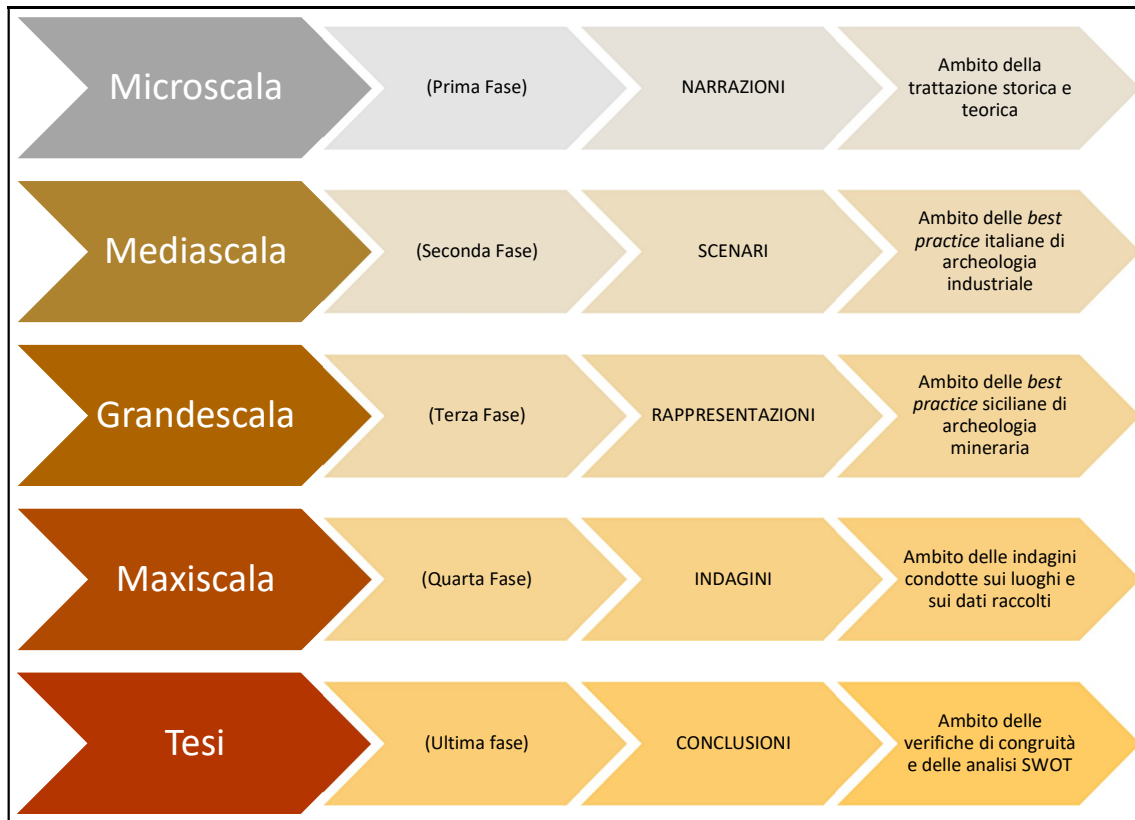 Microscala
(Prima Fase)
NARRAZIONI
Ambito della
trattazione storica e
teorica
Mediascala
(Seconda Fase)
SCENARI
Ambito delle best
practice italiane di
archeologia
industriale
Grandescala
(Terza Fase)
RAPPRESENTAZIONI
Ambito delle best
practice siciliane di
archeologia
mineraria
Maxiscala
(Quarta Fase)
INDAGINI
Ambito delle indagini
condotte sui luoghi e
sui dati raccolti
Tesi
(Ultima fase)
CONCLUSIONI
Ambito delle
verifiche di congruità
e delle analisi SWOT